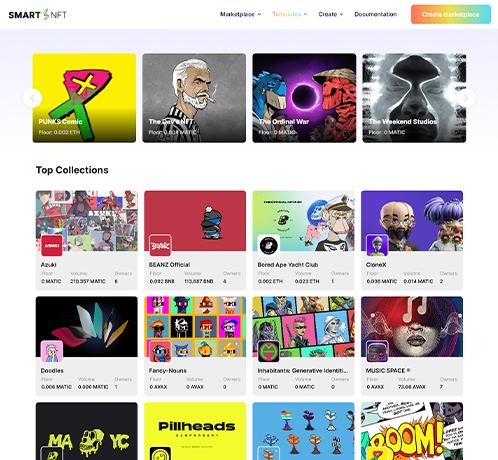 SMART NFT
Marketplace Templates Create Documentation Create marketplace
PUNKS Comic
Floor: 0.002 ETH
The Devil's NFT
Floor: 0.004 MATIC
The Ordinal War
Floor: 0 MATIC
The Weekend Studios
Floor: 0 MATIC
Top Collections
AZUKI
Azuki
Floor Volume Owners
0 MATIC 210.357 MATIC 6
BEANZ
BEANZ Official
Floor Volume Owners
0.082 BNB 113.687 BNB 4
Bored Ape Yacht Club
Floor Volume Owners
0.002 ETH 0.023 ETH 1
CloneX
Floor Volume Owners
0.006 MATIC 0.014 MATIC 2
Doodles
Floor Volume Owners
0.006 MATIC 0.006 MATIC 1
Fancy-Nouns
Floor Volume Owners
0 AVAX 0 AVAX 0
Inhabitants: Generative Identiti...
Floor Volume Owners
0 MATIC 0 MATIC 0
MUSIC SPACE ®
Floor Volume Owners
0 AVAX 73.06 AVAX 7
MA YC
Pillheads
BOOM!